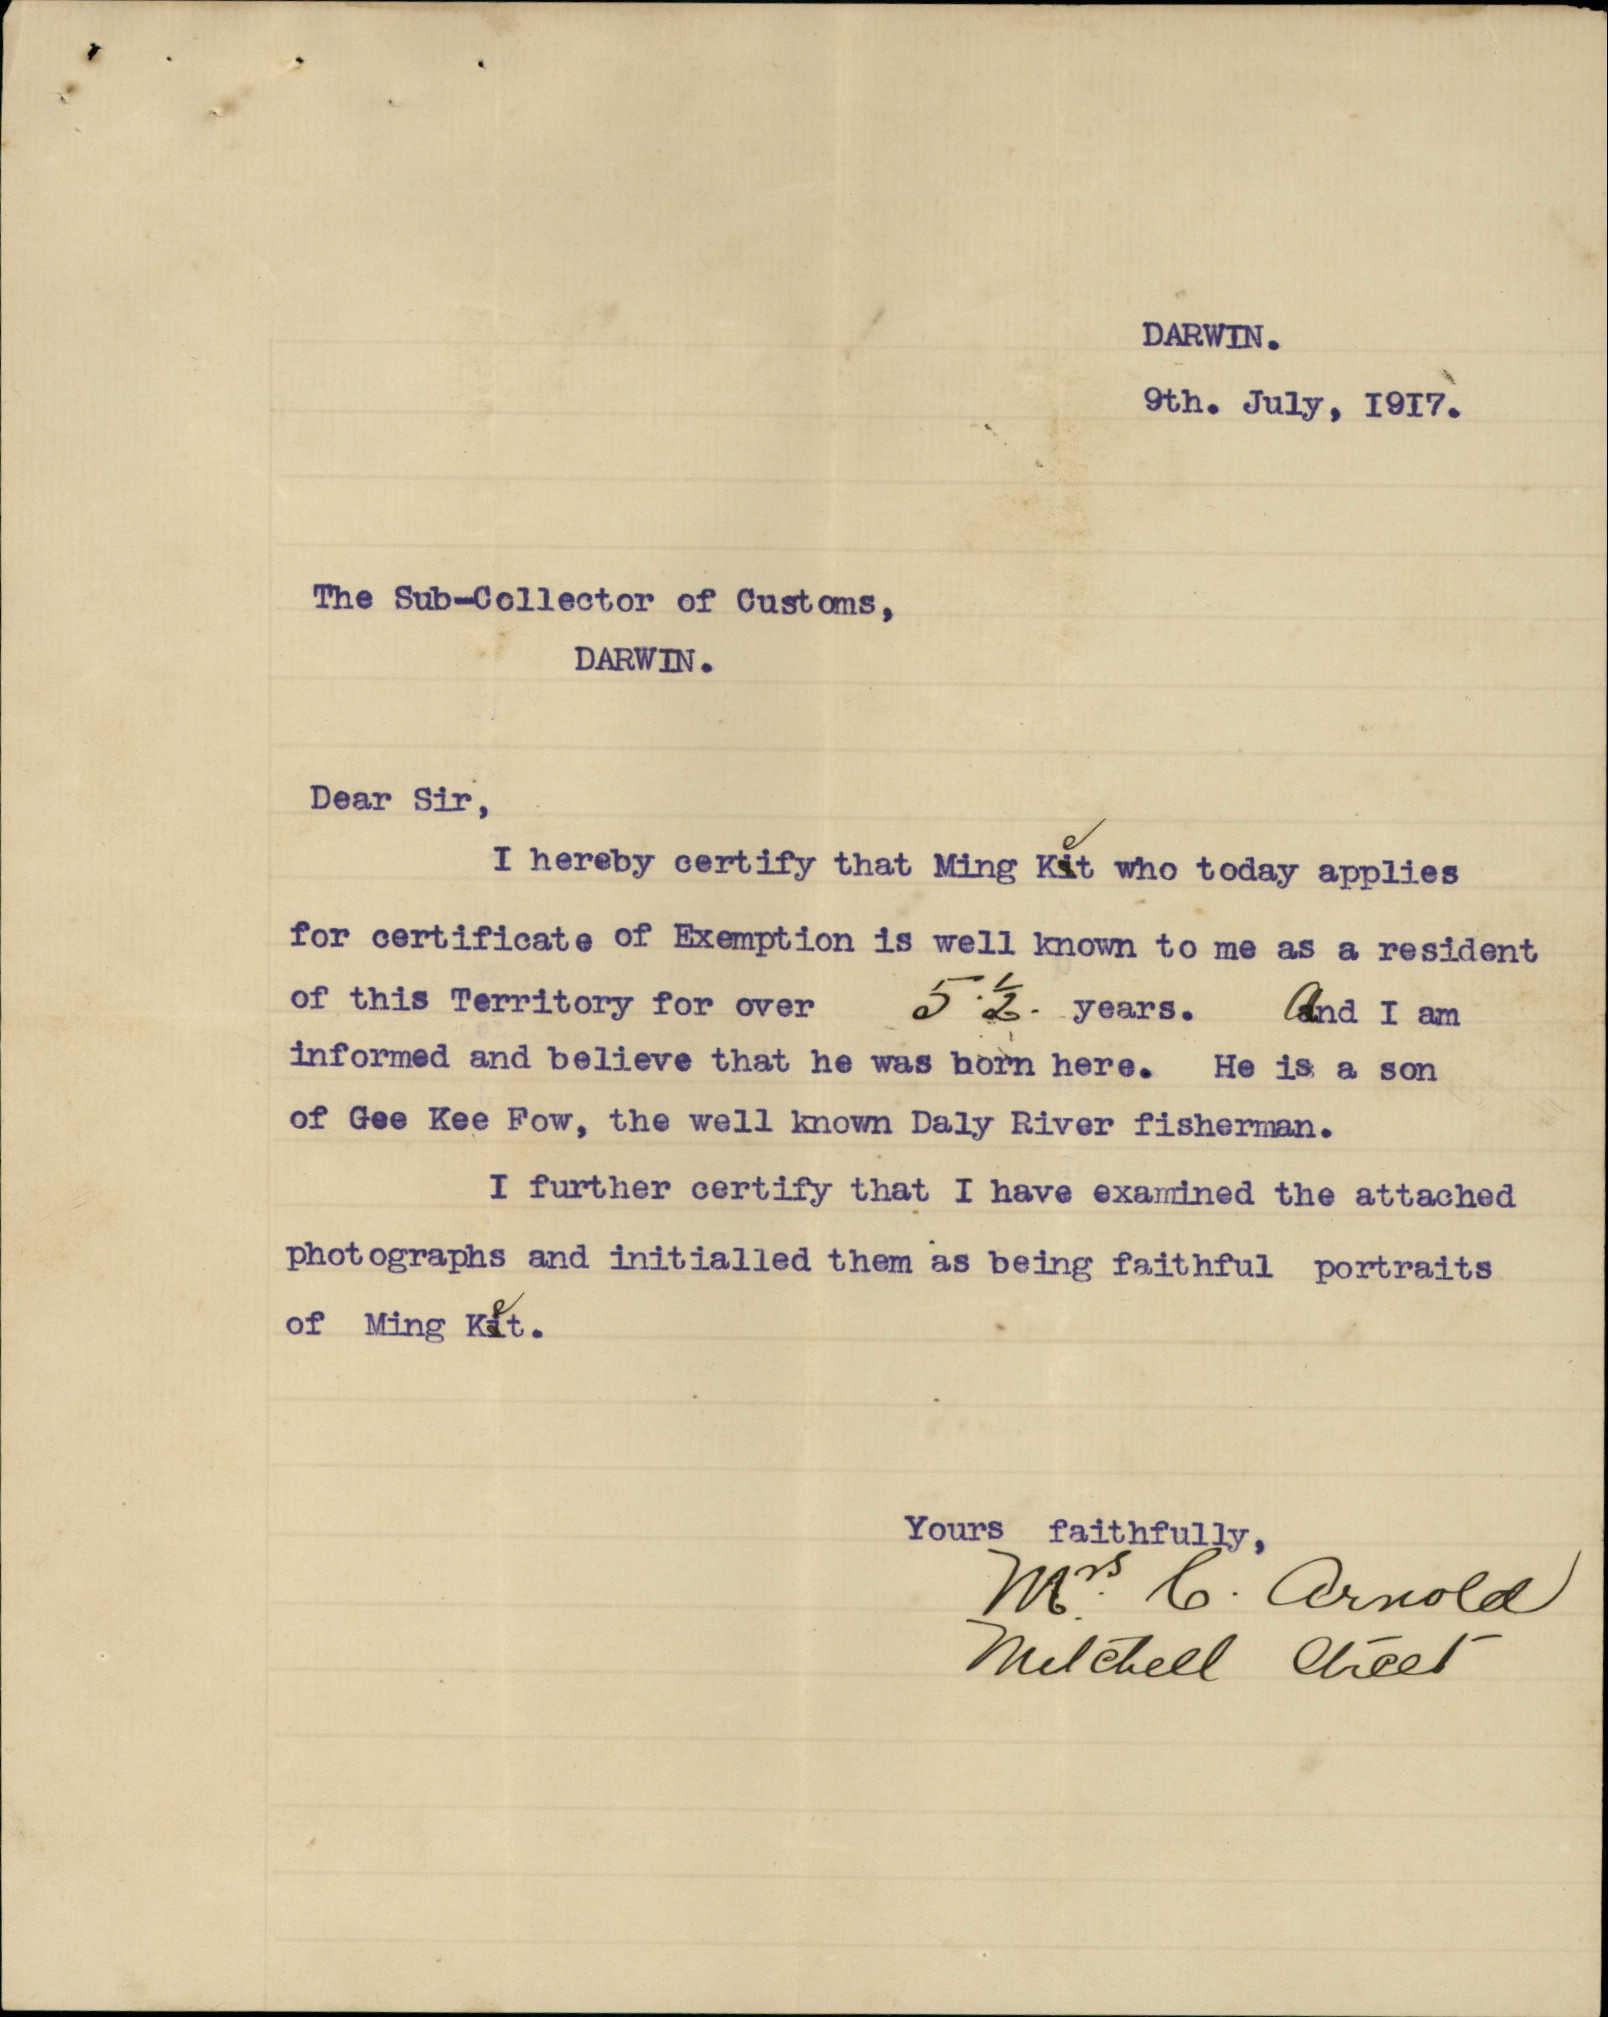 DARWIN.
9th. July, 1917.
The Sub-Collector of Customs,
DARWIN.
Dear Sir,
I hereby certify that Ming Ket who today applies
for certificate of Exemption is well known to me as a resident
of this Territory for over 5 ½. years. And I am
informed and believe that he was born here. He is a son
of Gee Kee Fow, the well known Daly River fisherman.
I further certify that I have examined the attached
photographs and initialled them as being faithful portraits
of Ming Ket.
Yours faithfully,
Mrs. C. Arnold
Mitchell Street